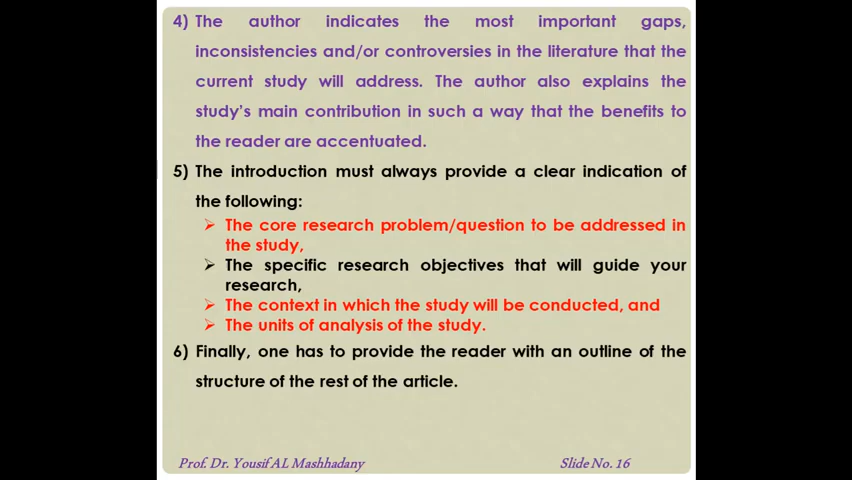 4) The author indicates the most important gaps,
inconsistencies and/or controversies in the literature that the
current study will address. The author also explains the
study's main contribution in such a way that the benefits to
the reader are accentuated.
5) The introduction must always provide a clear indication of
the following:
➢ The core research problem/question to be addressed in
the study,
➢ The specific research objectives that will guide your
research,
➢ The context in which the study will be conducted, and
➢ The units of analysis of the study.
6) Finally, one has to provide the reader with an outline of the
structure of the rest of the article.
Prof. Dr. Yousif AL Mashhadany Slide No. 16